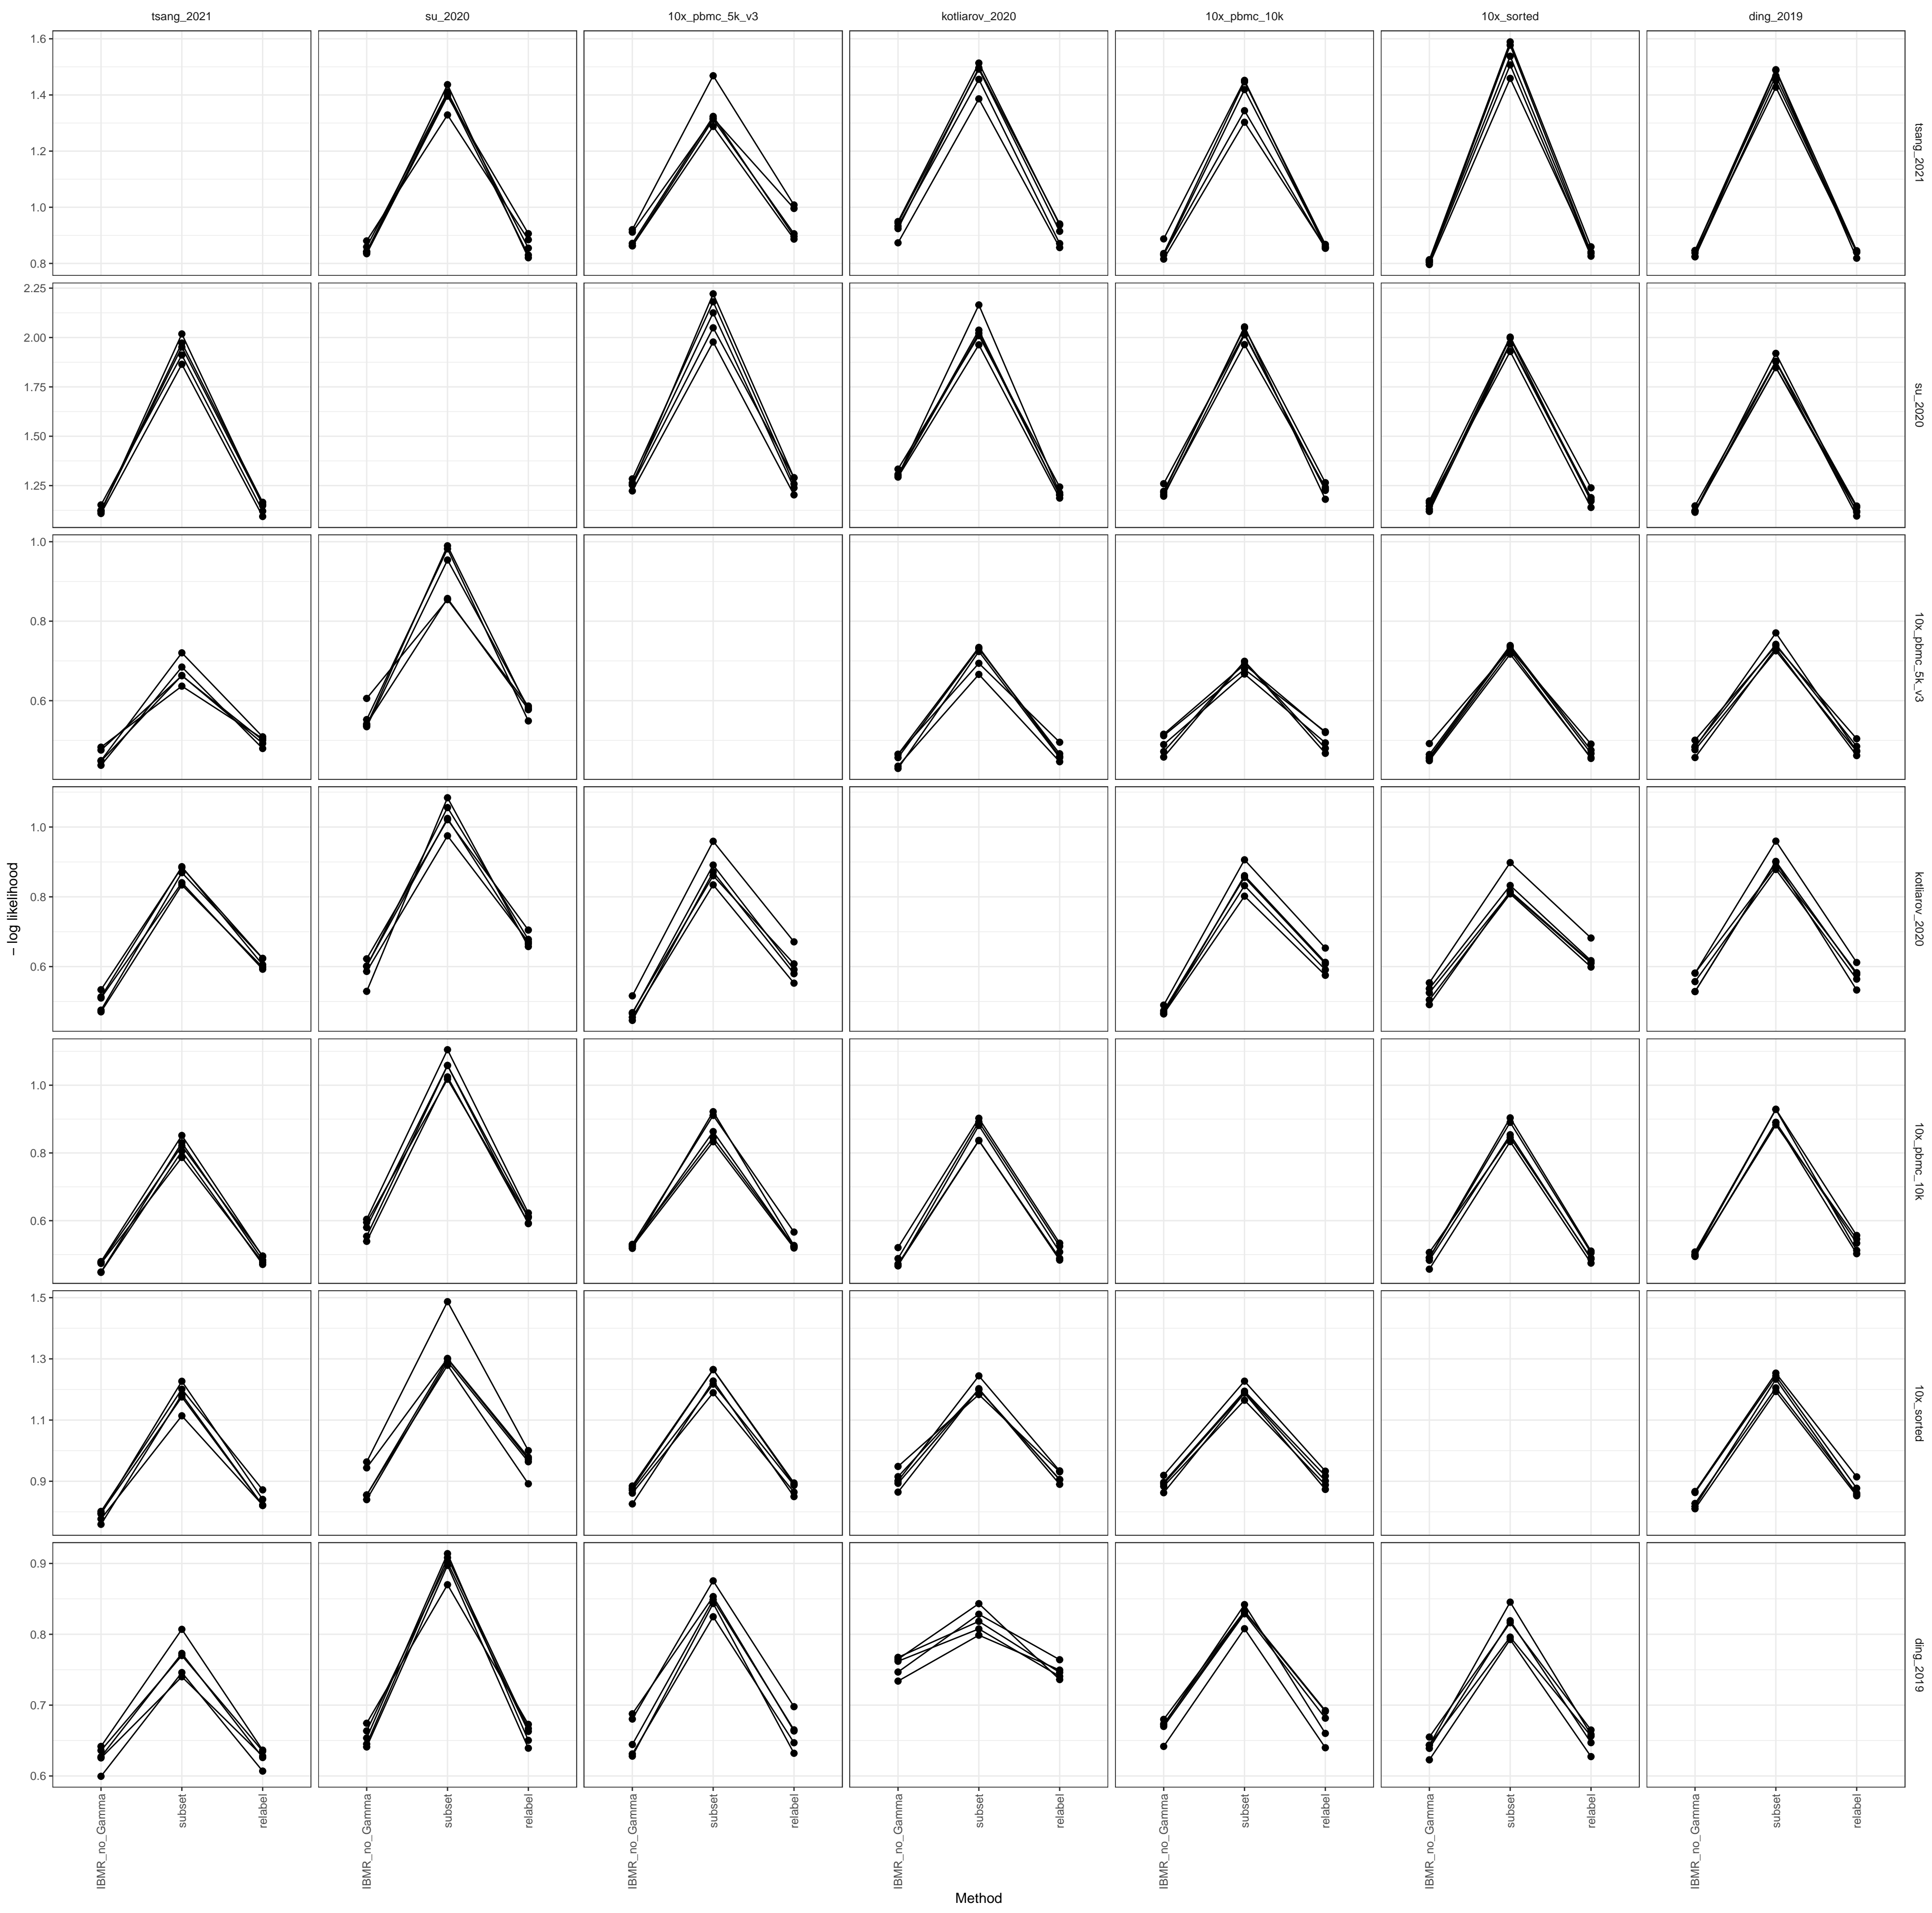 tsang_2021 su_2020 10x_pbmc_5k_v3 kotliarov_2020 10x_pbmc_10k 10x_sorted ding_2019
1.6
1.4
1.2
1.0
0.8
tsang_2021
2.25
2.00
1.75
1.50
1.25
su_2020
1.0
0.8
0.6
10x_pbmc_5k_v3
1.0
0.8
0.6
kotliarov_2020
− log likelihood
1.0
0.8
0.6
10x_pbmc_10k
1.5
1.3
1.1
0.9
10x_sorted
0.9
0.8
0.7
0.6
ding_2019
IBMR_no_Gamma subset relabel IBMR_no_Gamma subset relabel IBMR_no_Gamma subset relabel IBMR_no_Gamma subset relabel IBMR_no_Gamma subset relabel IBMR_no_Gamma subset relabel IBMR_no_Gamma subset relabel
Method